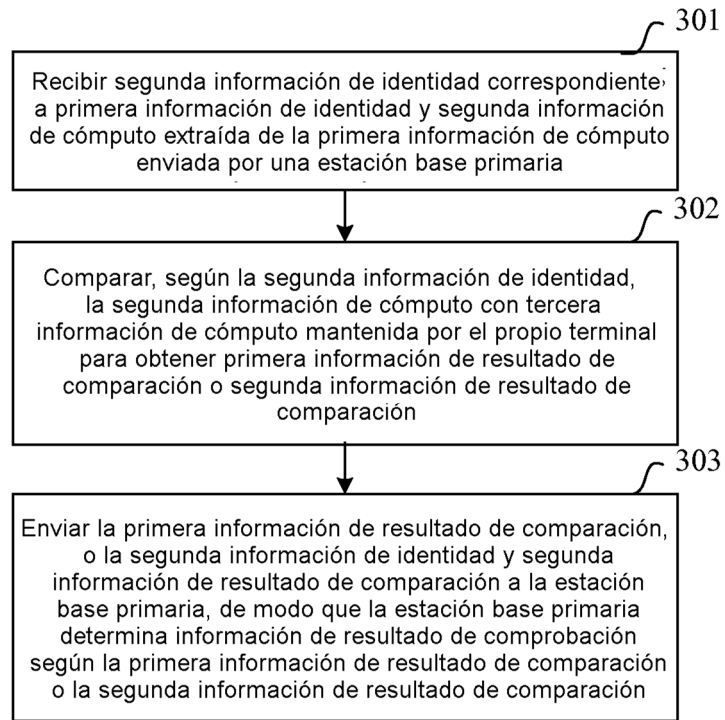 301
Recibir segunda información de identidad correspondiente
a primera información de identidad y segunda información
de cómputo extraída de la primera información de cómputo
enviada por una estación base primaria
302
Comparar, según la segunda información de identidad,
la segunda información de cómputo con tercera
información de cómputo mantenida por el propio terminal
para obtener primera información de resultado de
comparación o segunda información de resultado de
comparación
303
Enviar la primera información de resultado de comparación,
o la segunda información de identidad y segunda
información de resultado de comparación a la estación
base primaria, de modo que la estación base primaria
determina información de resultado de comprobación
según la primera información de resultado de comparación
o la segunda información de resultado de comparación